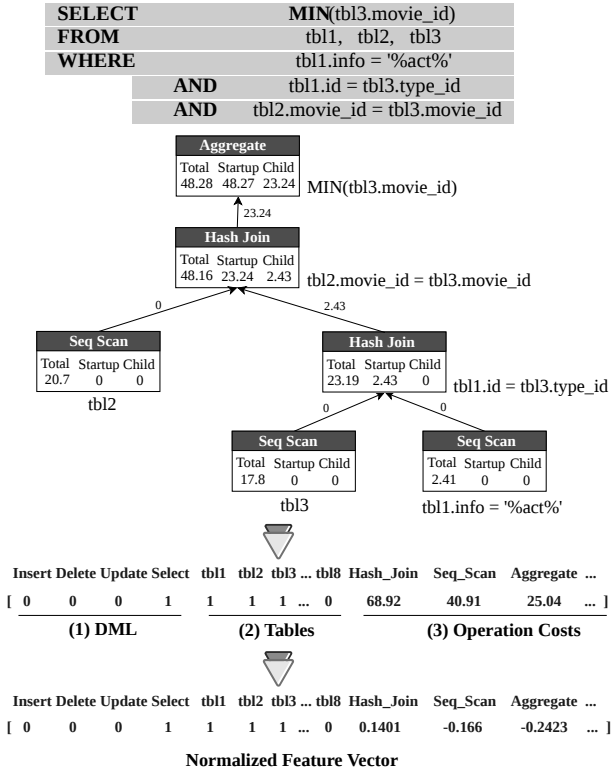 SELECT MIN(tbl3.movie_id)
FROM tbl1, tbl2, tbl3
WHERE tbl1.info = '%act%'
AND tbl1.id = tbl3.type_id
AND tbl2.movie_id = tbl3.movie_id
Aggregate
Total Startup Child
48.28 48.27 23.24
MIN(tbl3.movie_id)
23.24
Hash Join
Total Startup Child
48.16 23.24 2.43
tbl2.movie_id = tbl3.movie_id
0 2.43
Seq Scan
Total Startup Child
20.7 0 0
tbl2
Hash Join
Total Startup Child
23.19 2.43 0
tbl1.id = tbl3.type_id
0 0
Seq Scan
Total Startup Child
17.8 0 0
tbl3
Seq Scan
Total Startup Child
2.41 0 0
tbl1.info = '%act%'
Insert Delete Update Select tbl1 tbl2 tbl3 ... tbl8 Hash_Join Seq_Scan Aggregate ...
[ 0 0 0 1 1 1 1 ... 0 68.92 40.91 25.04 ... ]
(1) DML (2) Tables (3) Operation Costs
Insert Delete Update Select tbl1 tbl2 tbl3 ... tbl8 Hash_Join Seq_Scan Aggregate ...
[ 0 0 0 1 1 1 1 ... 0 0.1401 -0.166 -0.2423 ... ]
Normalized Feature Vector